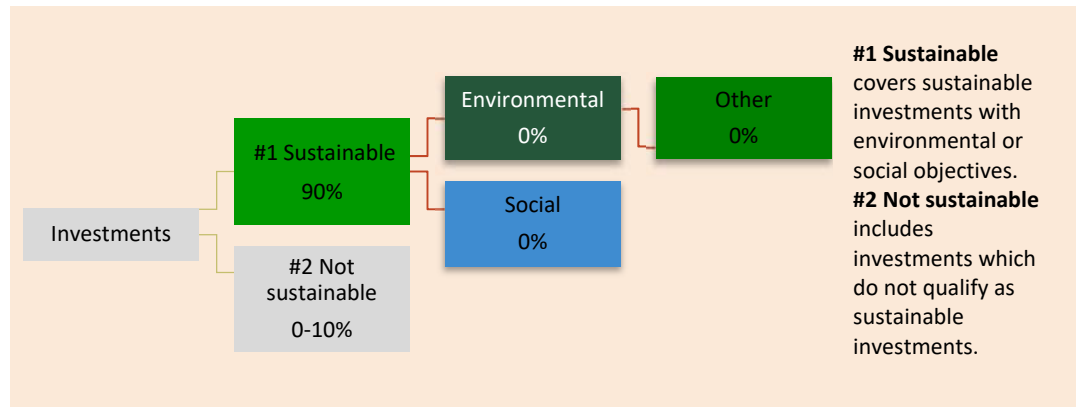 Investments
#1 Sustainable
90%
#2 Not
sustainable
0-10%
Environmental
0%
Social
0%
Other
0%
#1 Sustainable
covers sustainable
investments with
environmental or
social objectives.
#2 Not sustainable
includes
investments which
do not qualify as
sustainable
investments.